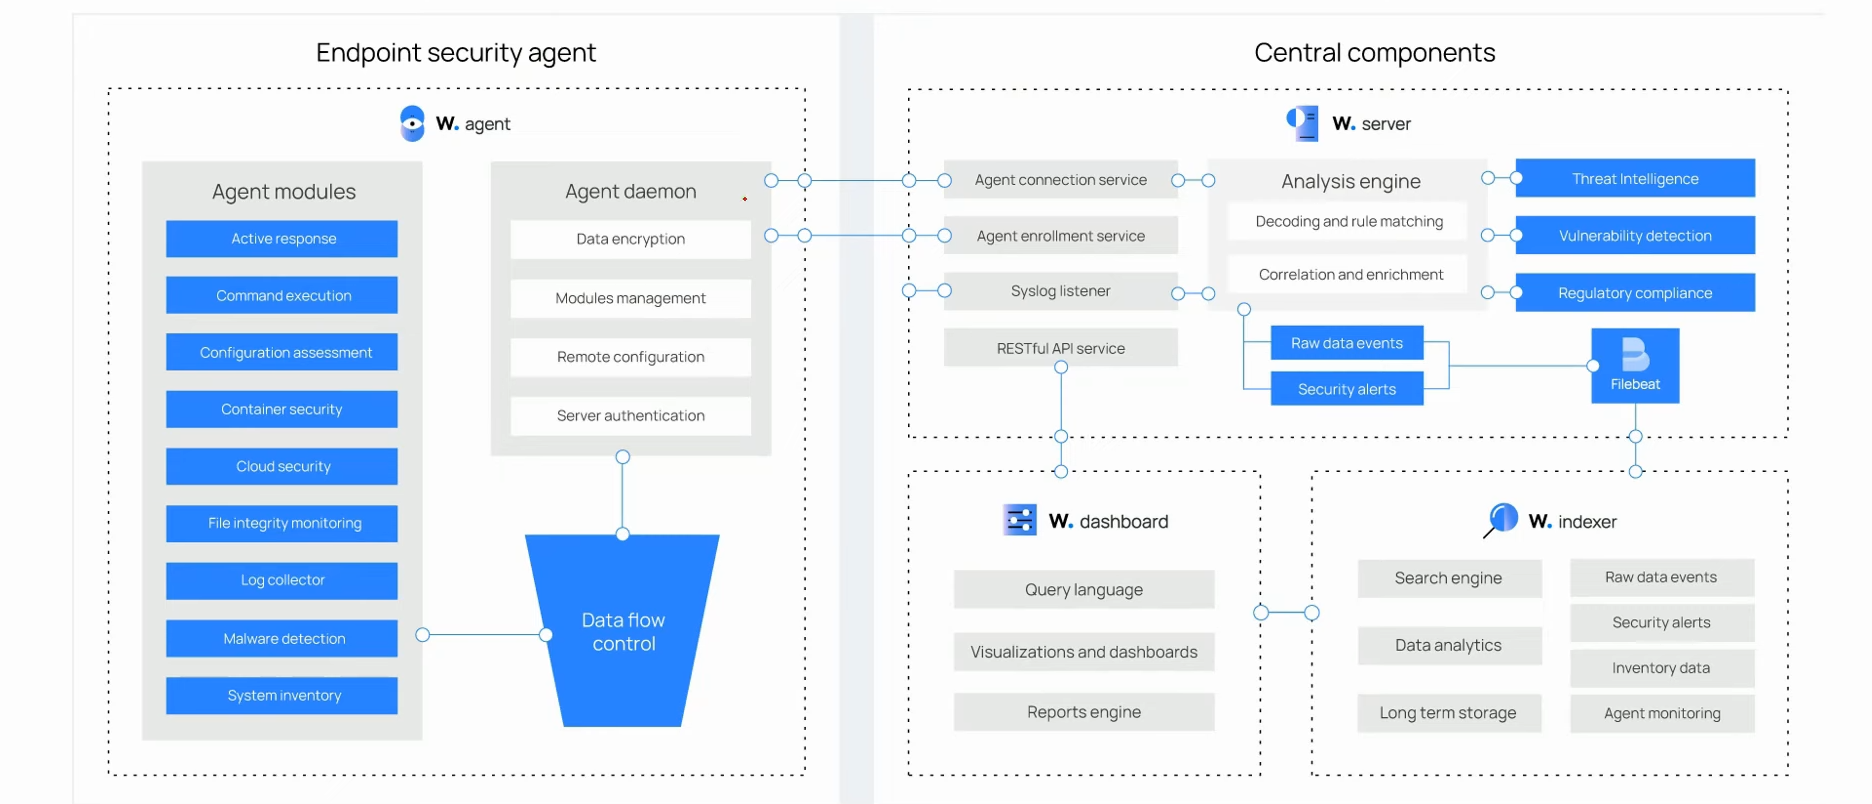 Endpoint security agent
W. agent
Agent modules
Active response
Command execution
Configuration assessment
Container security
Cloud security
File integrity monitoring
Log collector
Malware detection
System inventory
Agent daemon
Data encryption
Modules management
Remote configuration
Server authentication
Data flow
control
Central components
W. server
Agent connection service
Agent enrollment service
Syslog listener
RESTful API service
Analysis engine
Decoding and rule matching
Correlation and enrichment
Threat Intelligence
Vulnerability detection
Regulatory compliance
Raw data events
Security alerts
Filebeat
W. dashboard
Query language
Visualizations and dashboards
Reports engine
W. indexer
Search engine
Data analytics
Long term storage
Raw data events
Security alerts
Inventory data
Agent monitoring